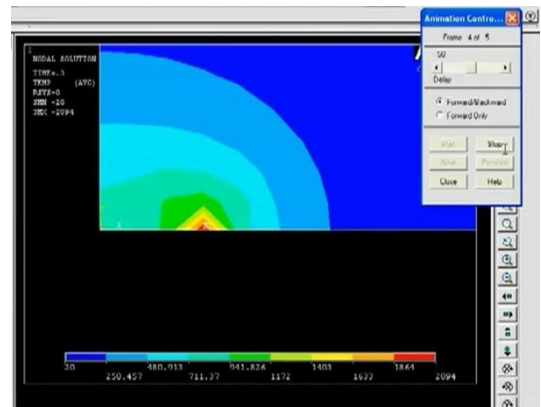 1
NODAL SOLUTION
TIME=.3
TEMP (AVG)
RSYS=0
SMN =20
SMX =2094
X
20 480.913 941.826 1403 1864
250.457 711.37 1172 1633 2094
Animation Contro...
Frame 4 of 5
50
Delay
Forward/Backward
Forward Only
Start Stop
Next Previous
Close Help